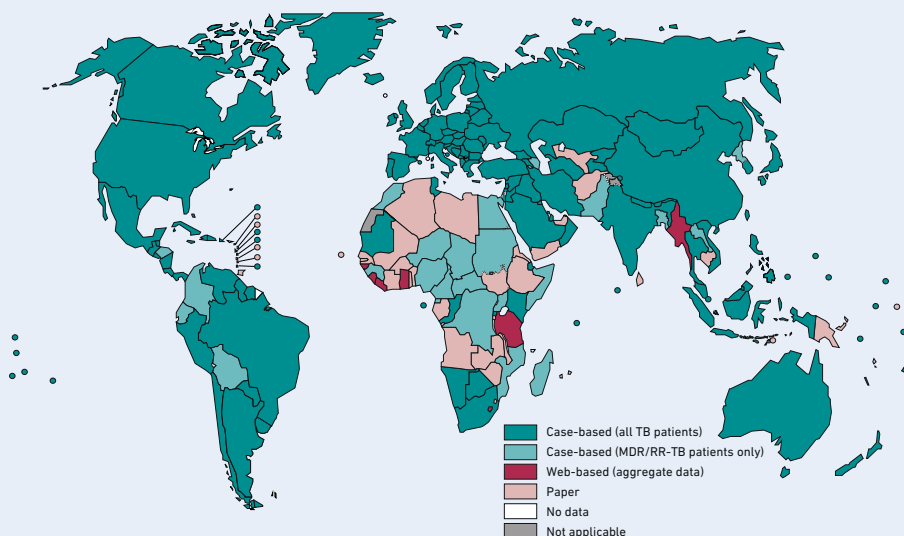 Case-based (all TB patients)
Case-based (MDR/RR-TB patients only)
Web-based (aggregate data)
Paper
No data
Not applicable